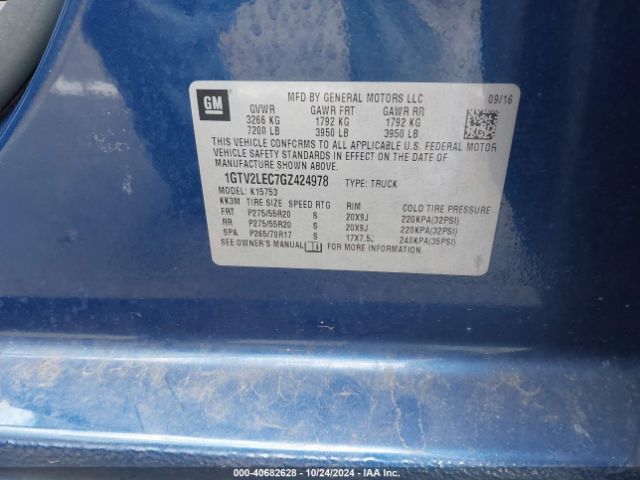 GM
MFD BY GENERAL MOTORS LLC 09/16
GVWR GAWR FRT GAWR RR
3266 KG 1792 KG 1792 KG
7200 LB 3950 LB 3950 LB
THIS VEHICLE CONFORMS TO ALL APPLICABLE U.S. FEDERAL MOTOR
VEHICLE SAFETY STANDARDS IN EFFECT ON THE DATE OF
MANUFACTURE SHOWN ABOVE.
1GTV2LEC7GZ424978 TYPE: TRUCK
MODEL: K15753
KK3M TIRE SIZE SPEED RTG RIM COLD TIRE PRESSURE
FRT P275/55R20 S 20X9J 220KPA(32PSI)
RR P275/55R20 S 20X9J 220KPA(32PSI)
SPA P265/70R17 S 17X7.5J 240KPA(35PSI)
SEE OWNER'S MANUAL FOR MORE INFORMATION.
000-40682628 - 10/24/2024 - IAA Inc.